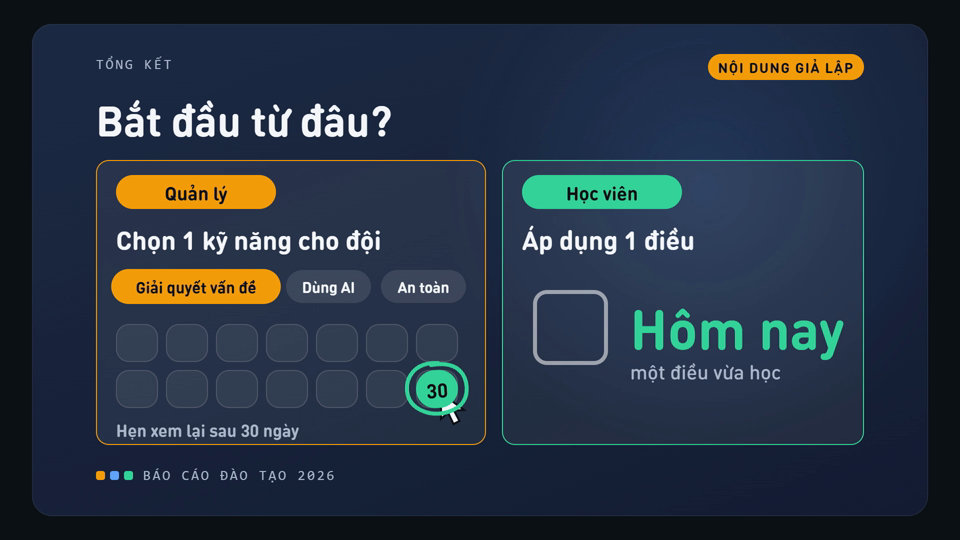 TỔNG KẾT
NỘI DUNG GIẢ LẬP
Bắt đầu từ đâu?
Quản lý
Chọn 1 kỹ năng cho đội
Giải quyết vấn đề
Dùng AI
An toàn
30
Hẹn xem lại sau 30 ngày
Học viên
Áp dụng 1 điều
Hôm nay
một điều vừa học
BÁO CÁO ĐÀO TẠO 2026